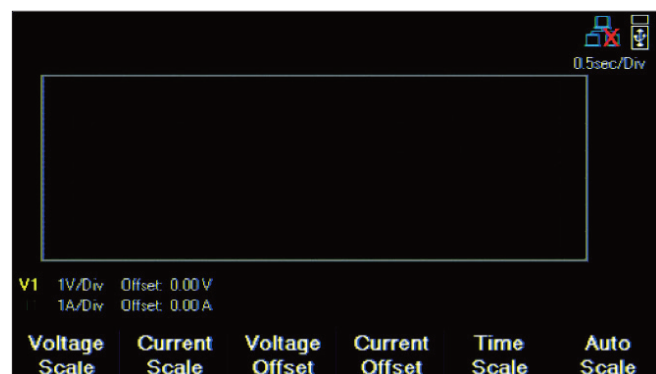 0.5sec/Div
V1 1V/Div Offset: 0.00 V
1A/Div Offset: 0.00 A
Voltage Scale
Current Scale
Voltage Offset
Current Offset
Time Scale
Auto Scale